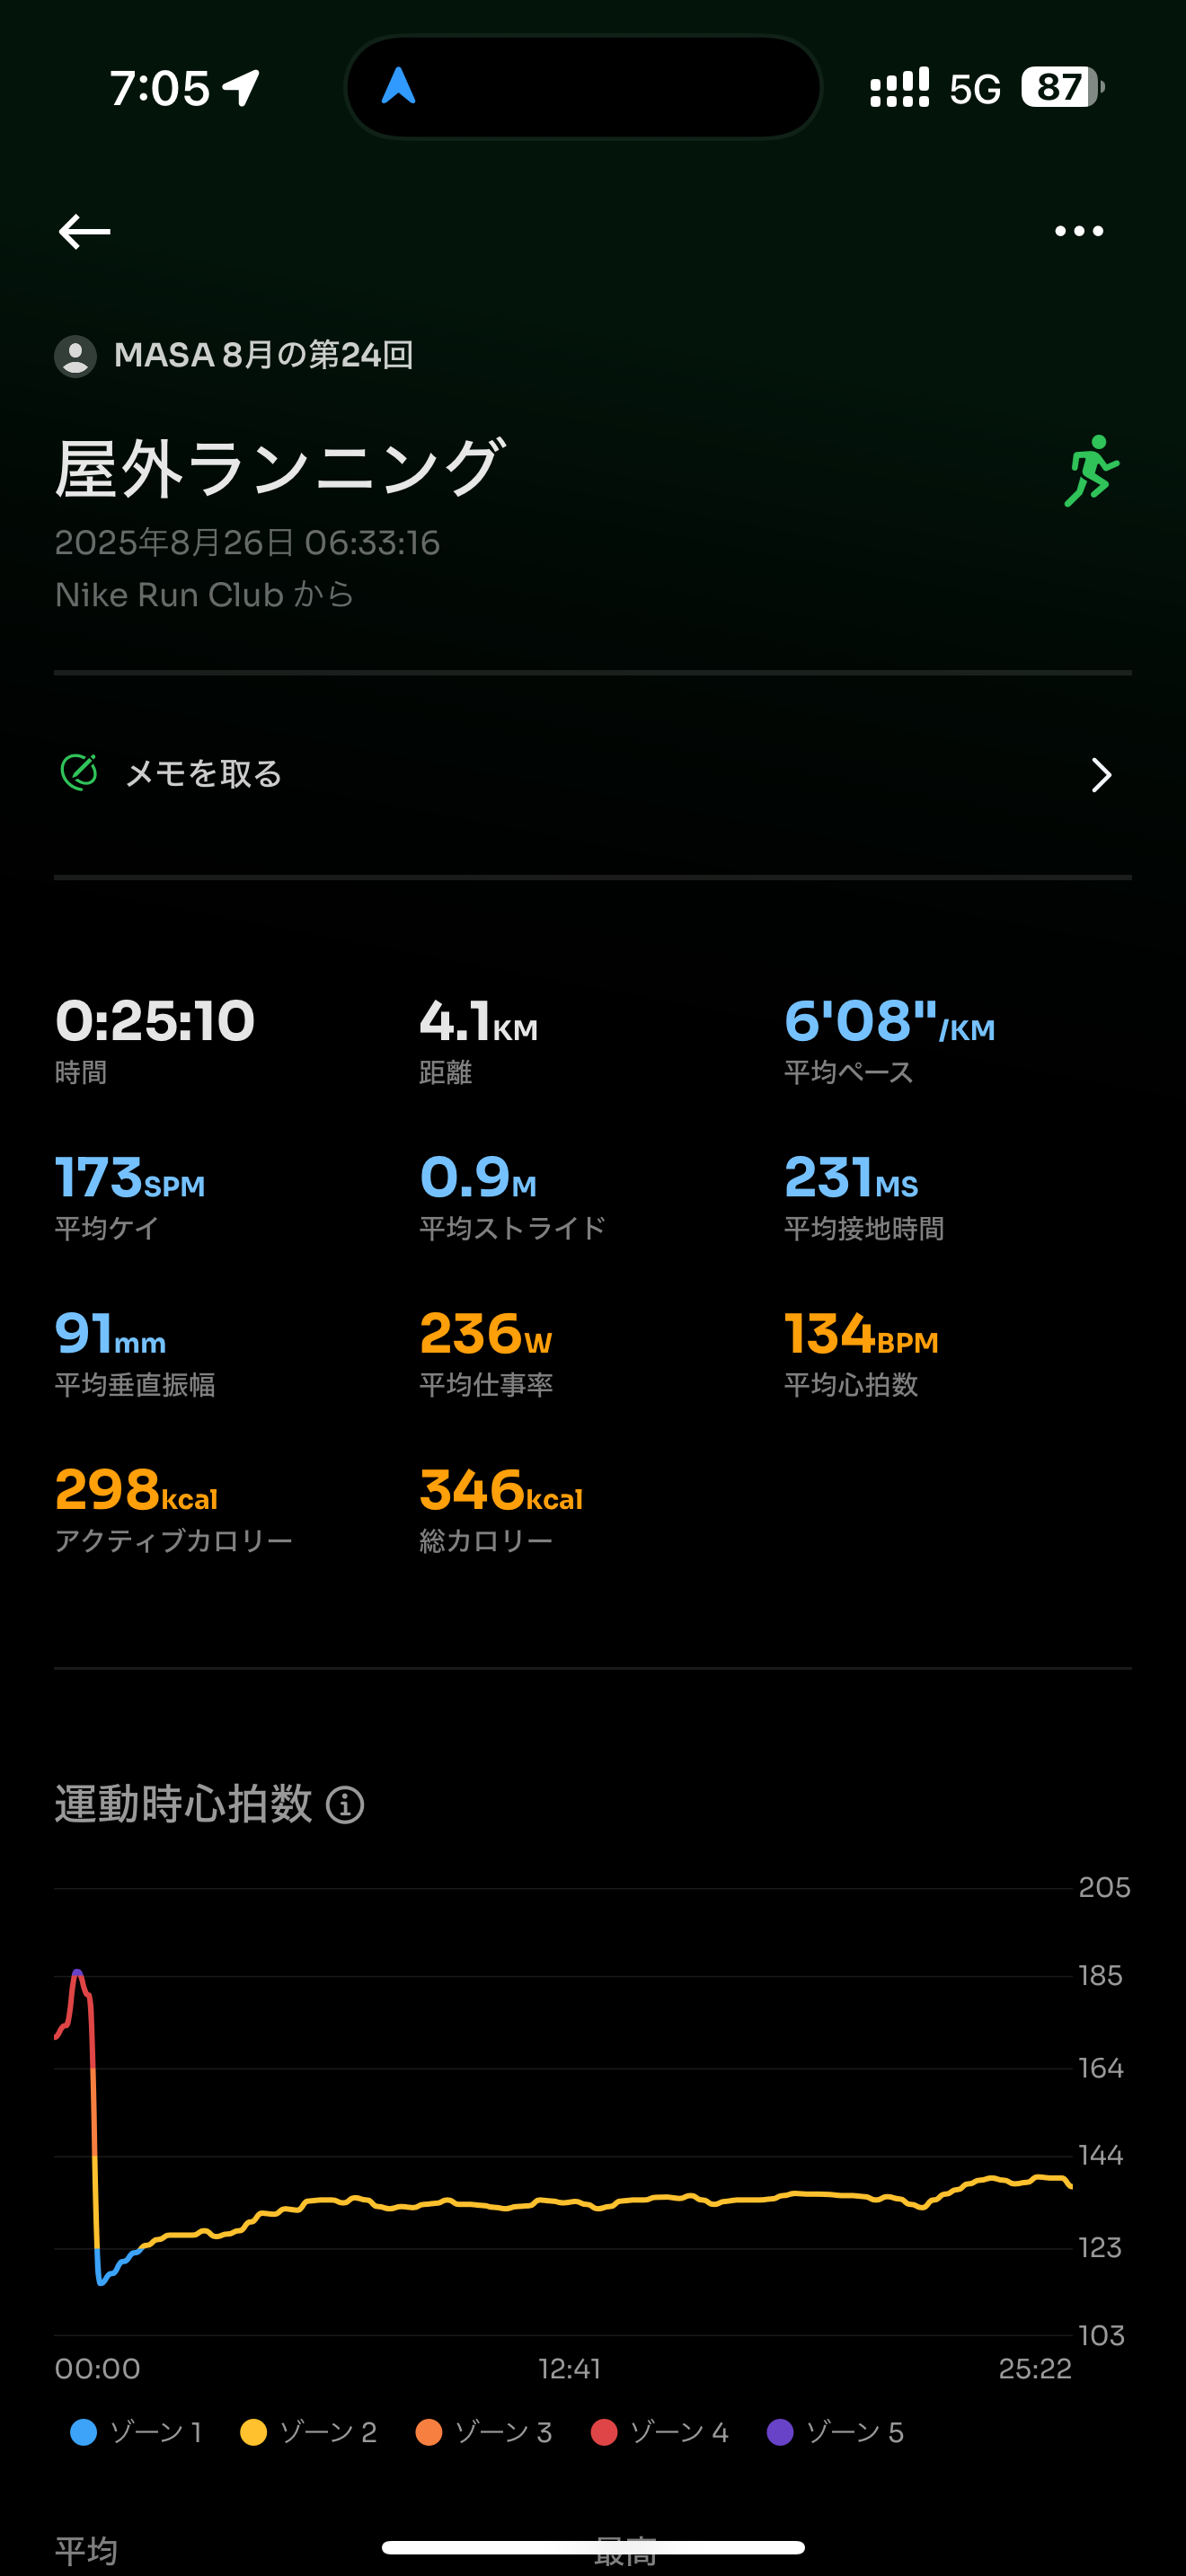 7:05
5G 87
MASA 8月の第24回
屋外ランニング
2025年8月26日 06:33:16
Nike Run Club から
メモを取る
0:25:10 4.1KM 6'08"/KM
時間 距離 平均ペース
173SPM 0.9M 231MS
平均ケイ 平均ストライド 平均接地時間
91mm 236W 134BPM
平均垂直振幅 平均仕事率 平均心拍数
298kcal 346kcal
アクティブカロリー 総カロリー
運動時心拍数
205
185
164
144
123
103
00:00 12:41 25:22
ゾーン 1 ゾーン 2 ゾーン 3 ゾーン 4 ゾーン 5
平均 最高